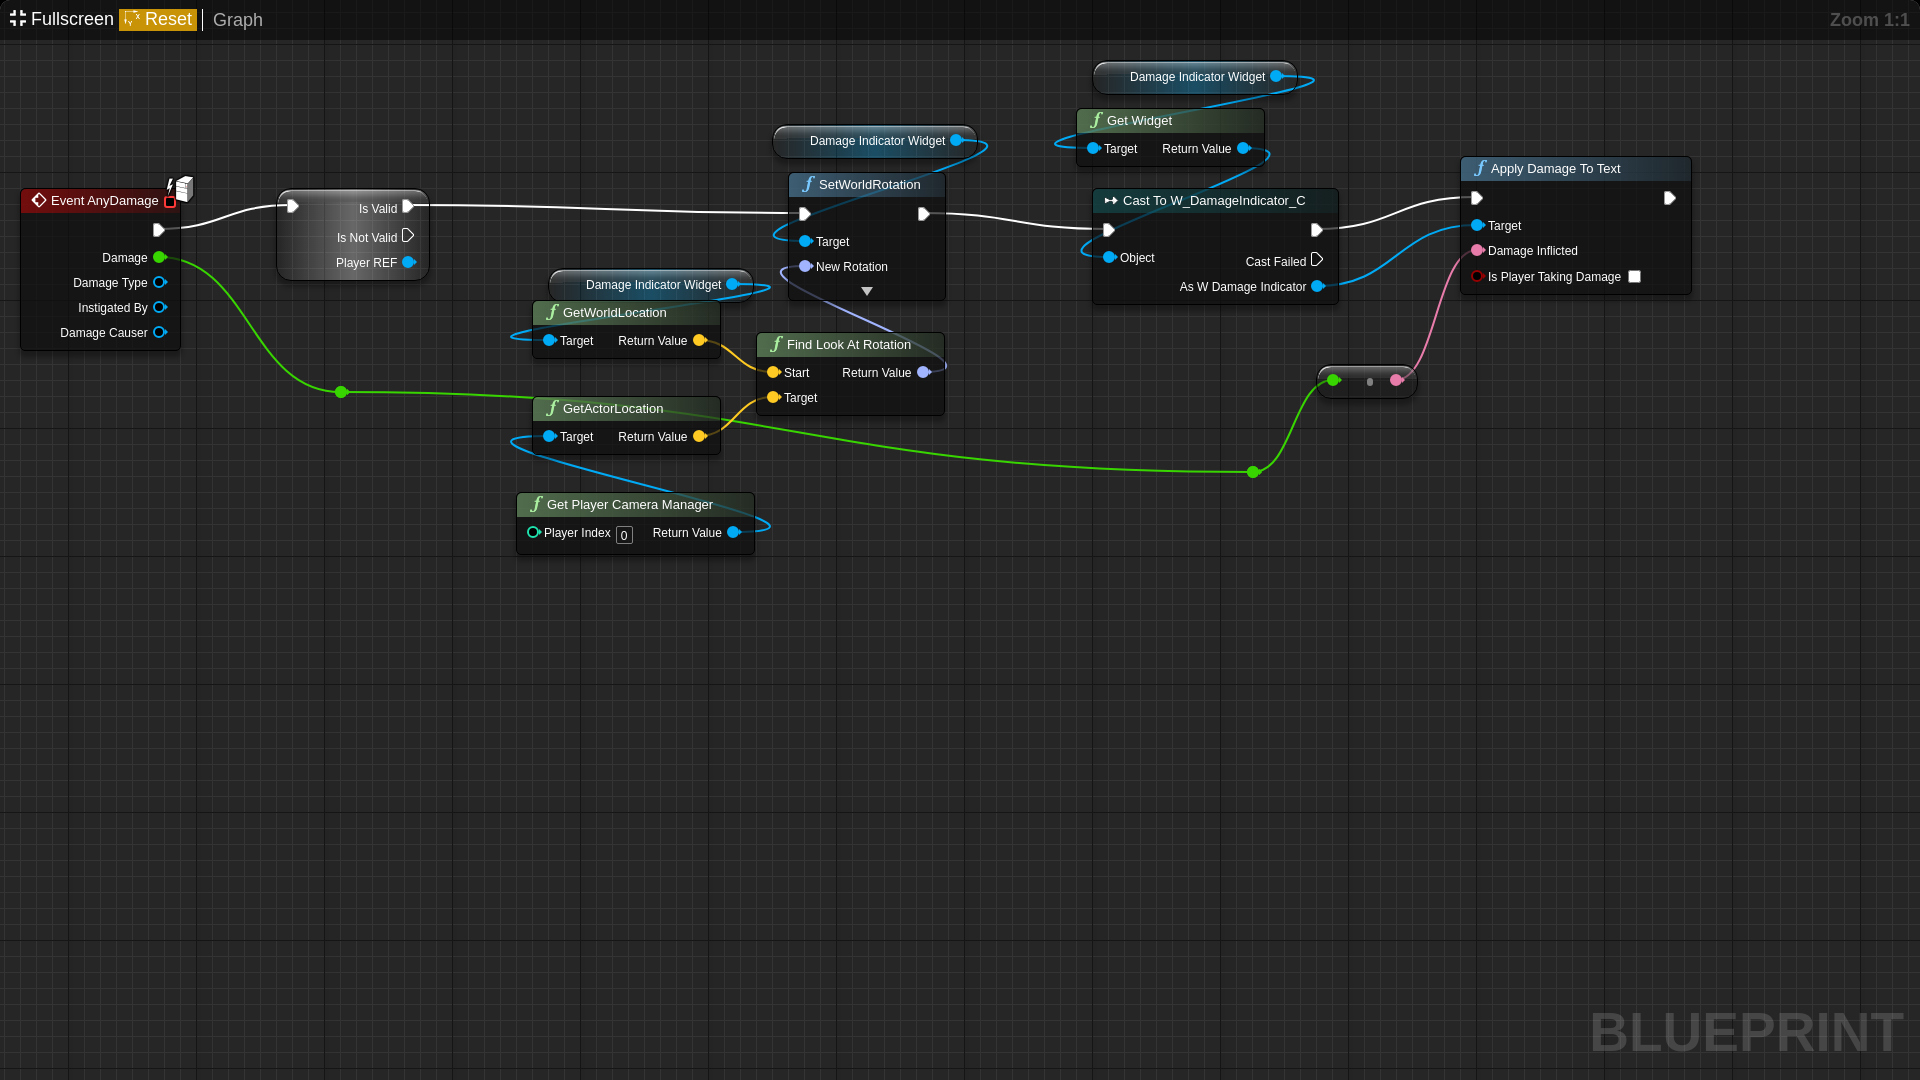 Fullscreen Reset Graph Zoom 1:1
Damage Indicator Widget
Get Widget
Target Return Value
Damage Indicator Widget
SetWorldRotation
Target
New Rotation
Event AnyDamage
Damage
Damage Type
Instigated By
Damage Causer
Is Valid
Is Not Valid
Player REF
Cast To W_DamageIndicator_C
Object
Cast Failed
As W Damage Indicator
Apply Damage To Text
Target
Damage Inflicted
Is Player Taking Damage
Damage Indicator Widget
GetWorldLocation
Target Return Value
Find Look At Rotation
Start Return Value
Target
GetActorLocation
Target Return Value
Get Player Camera Manager
Player Index 0 Return Value
BLUEPRINT